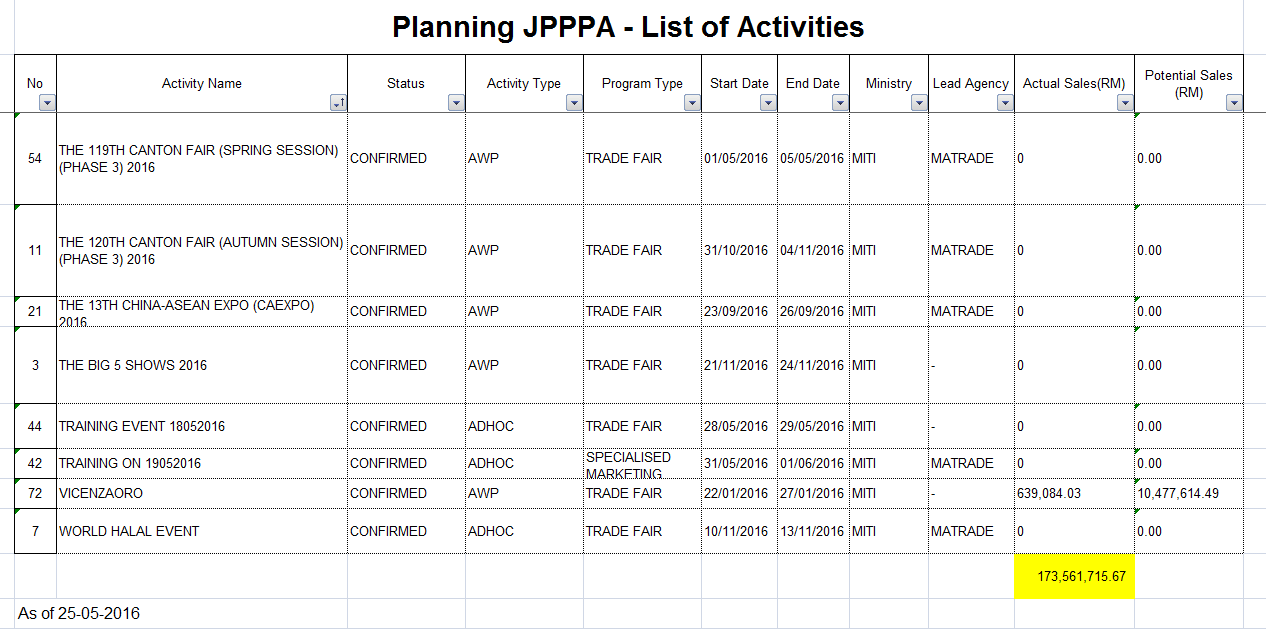 Planning JPPPA - List of Activities
No Activity Name Status Activity Type Program Type Start Date End Date Ministry Lead Agency Actual Sales(RM) Potential Sales
(RM)
54 THE 119TH CANTON FAIR (SPRING SESSION) CONFIRMED AWP TRADE FAIR 01/05/2016 05/05/2016 MITI MATRADE 0 0.00
(PHASE 3) 2016
11 THE 120TH CANTON FAIR (AUTUMN SESSION) CONFIRMED AWP TRADE FAIR 31/10/2016 04/11/2016 MITI MATRADE 0 0.00
(PHASE 3) 2016
21 THE 13TH CHINA-ASEAN EXPO (CAEXPO) CONFIRMED AWP TRADE FAIR 23/09/2016 26/09/2016 MITI MATRADE 0 0.00
2016
3 THE BIG 5 SHOWS 2016 CONFIRMED AWP TRADE FAIR 21/11/2016 24/11/2016 MITI - 0 0.00
44 TRAINING EVENT 18052016 CONFIRMED ADHOC TRADE FAIR 28/05/2016 29/05/2016 MITI - 0 0.00
42 TRAINING ON 19052016 CONFIRMED ADHOC SPECIALISED 31/05/2016 01/06/2016 MITI MATRADE 0 0.00
MARKETING
72 VICENZAORO CONFIRMED AWP TRADE FAIR 22/01/2016 27/01/2016 MITI - 639,084.03 10,477,614.49
7 WORLD HALAL EVENT CONFIRMED ADHOC TRADE FAIR 10/11/2016 13/11/2016 MITI MATRADE 0 0.00
173,561,715.67
As of 25-05-2016